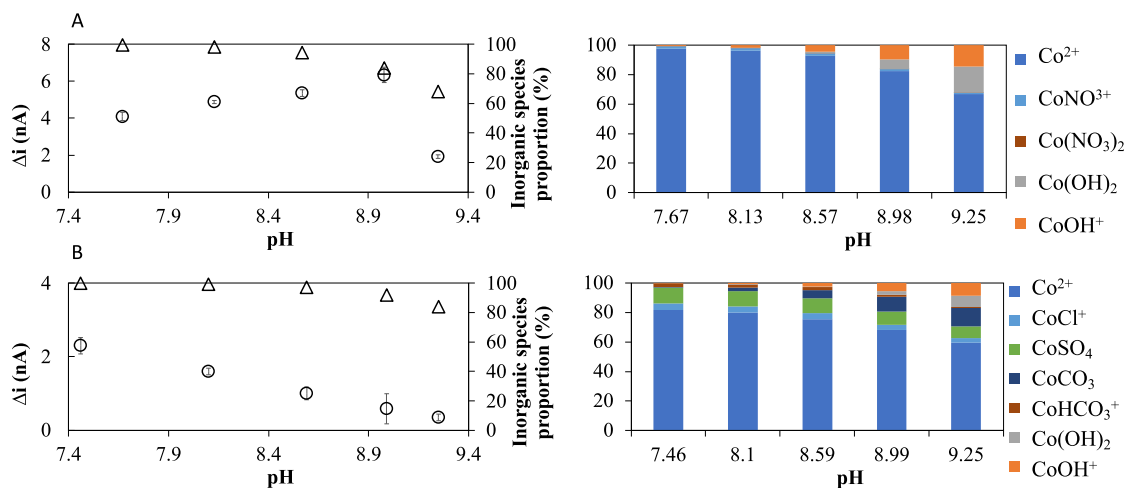 A
8
6
4
2
0
Δi (nA)
100
80
60
40
20
0
Inorganic species
proportion (%)
7.4 7.9 8.4 8.9 9.4
pH
100
80
60
40
20
0
7.67 8.13 8.57 8.98 9.25
pH
Co²⁺
CoNO³⁺
Co(NO₃)₂
Co(OH)₂
CoOH⁺
B
4
2
0
Δi (nA)
100
80
60
40
20
0
Inorganic species
proportion (%)
7.4 7.9 8.4 8.9 9.4
pH
100
80
60
40
20
0
7.46 8.1 8.59 8.99 9.25
pH
Co²⁺
CoCl⁺
CoSO₄
CoCO₃
CoHCO₃⁺
Co(OH)₂
CoOH⁺